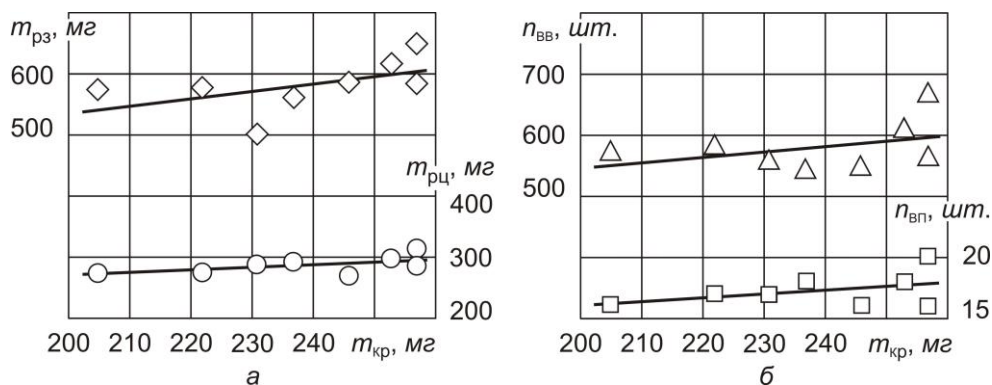 m_рз, мг
600
500
m_рц, мг
400
300
200
200 210 220 230 240 m_кр, мг
а
n_вв, шт.
700
600
500
n_вп, шт.
20
15
200 210 220 230 240 m_кр, мг
б